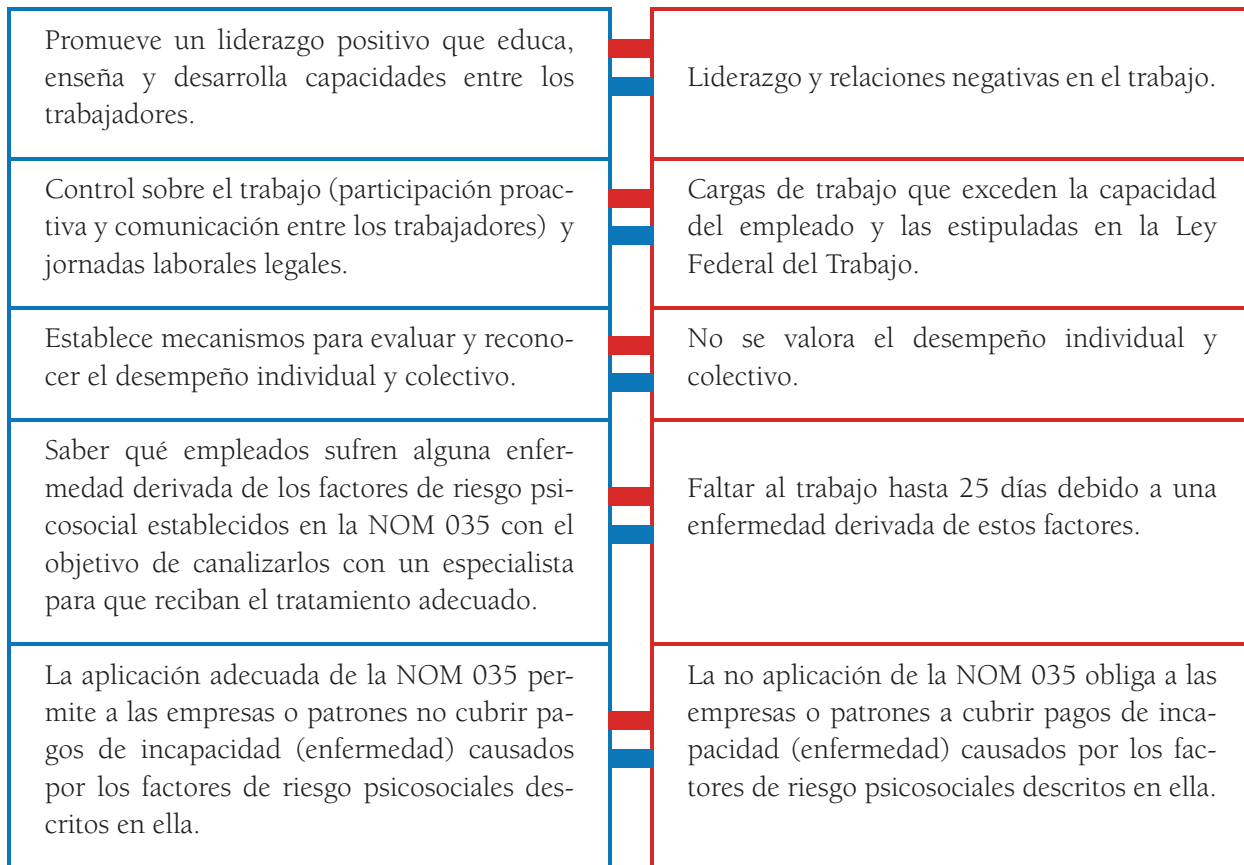 Promueve un liderazgo positivo que educa,
enseña y desarrolla capacidades entre los
trabajadores.
Liderazgo y relaciones negativas en el trabajo.
Control sobre el trabajo (participación proac-
tiva y comunicación entre los trabajadores) y
jornadas laborales legales.
Cargas de trabajo que exceden la capacidad
del empleado y las estipuladas en la Ley
Federal del Trabajo.
Establece mecanismos para evaluar y recono-
cer el desempeño individual y colectivo.
No se valora el desempeño individual y
colectivo.
Saber qué empleados sufren alguna enfer-
medad derivada de los factores de riesgo psi-
cosocial establecidos en la NOM 035 con el
objetivo de canalizarlos con un especialista
para que reciban el tratamiento adecuado.
Faltar al trabajo hasta 25 días debido a una
enfermedad derivada de estos factores.
La aplicación adecuada de la NOM 035 per-
mite a las empresas o patrones no cubrir pa-
gos de incapacidad (enfermedad) causados
por los factores de riesgo psicosociales des-
critos en ella.
La no aplicación de la NOM 035 obliga a las
empresas o patrones a cubrir pagos de inca-
pacidad (enfermedad) causados por los fac-
tores de riesgo psicosociales descritos en ella.